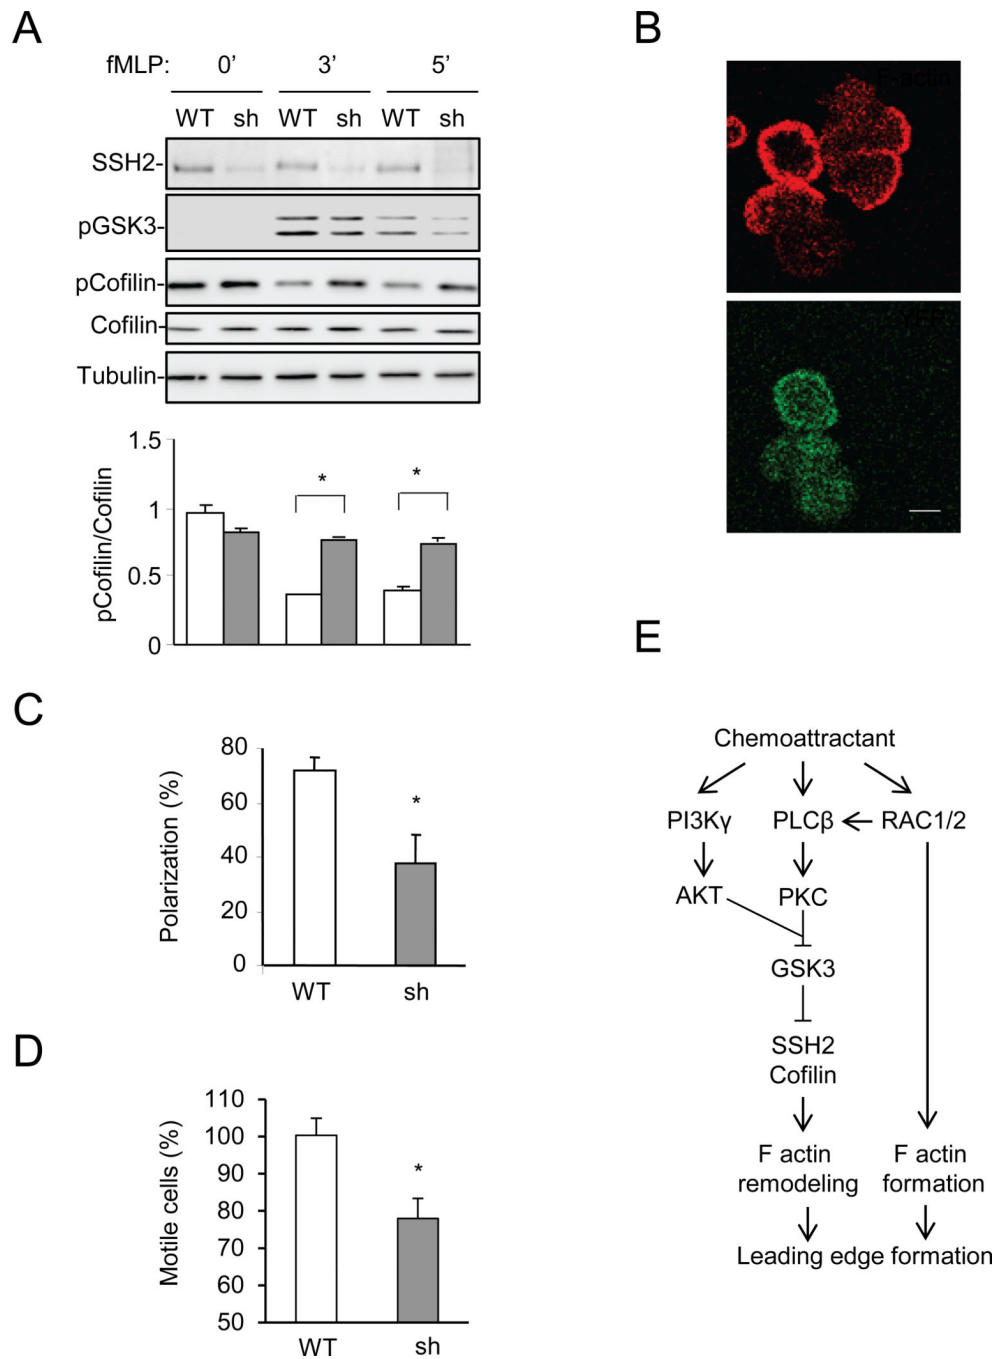 A
fMLP: 0’ 3’ 5’
WT sh WT sh WT sh
SSH2-
pGSK3-
pCofilin-
Cofilin-
Tubulin-
1.5
1
0.5
0
pCofilin/Cofilin
* *
B
F-actin
YFP
C
80
60
40
20
0
Polarization (%)
*
WT sh
D
110
100
90
80
70
60
50
Motile cells (%)
*
WT sh
E
Chemoattractant
PI3Kγ PLCβ RAC1/2
AKT PKC
GSK3
SSH2
Cofilin
F actin F actin
remodeling formation
Leading edge formation